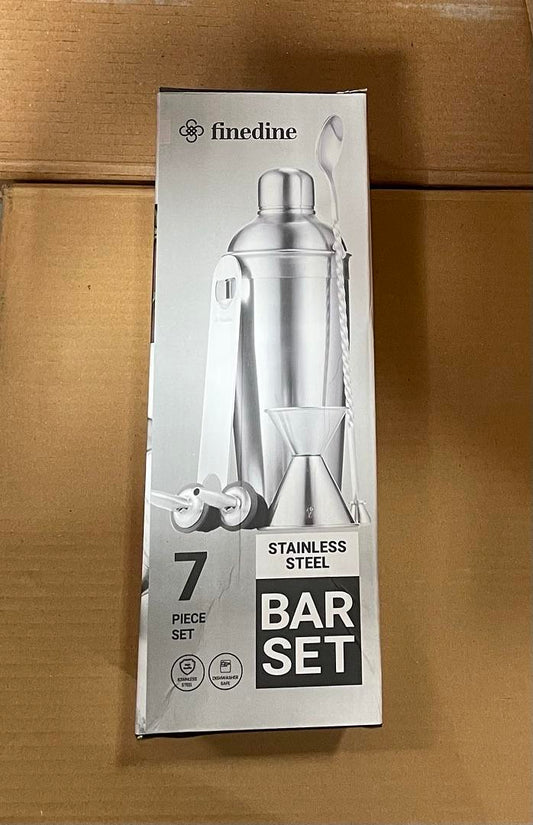 finedine
STAINLESS
STEEL
BAR
SET
7
PIECE
SET
STAINLESS
STEEL
DISHWASHER
SAFE